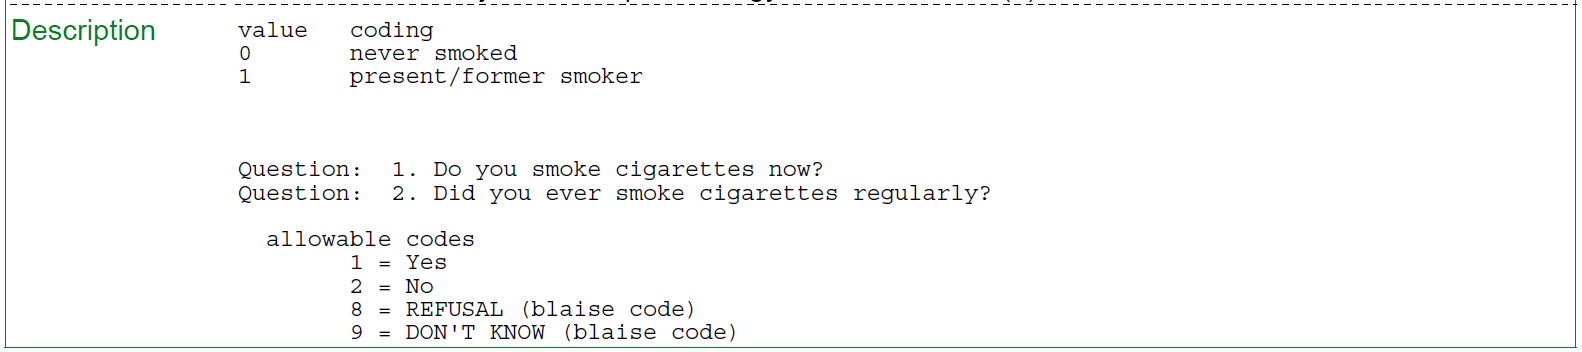 Description value coding
0 never smoked
1 present/former smoker
Question: 1. Do you smoke cigarettes now?
Question: 2. Did you ever smoke cigarettes regularly?
allowable codes
1 = Yes
2 = No
8 = REFUSAL (blaise code)
9 = DON'T KNOW (blaise code)